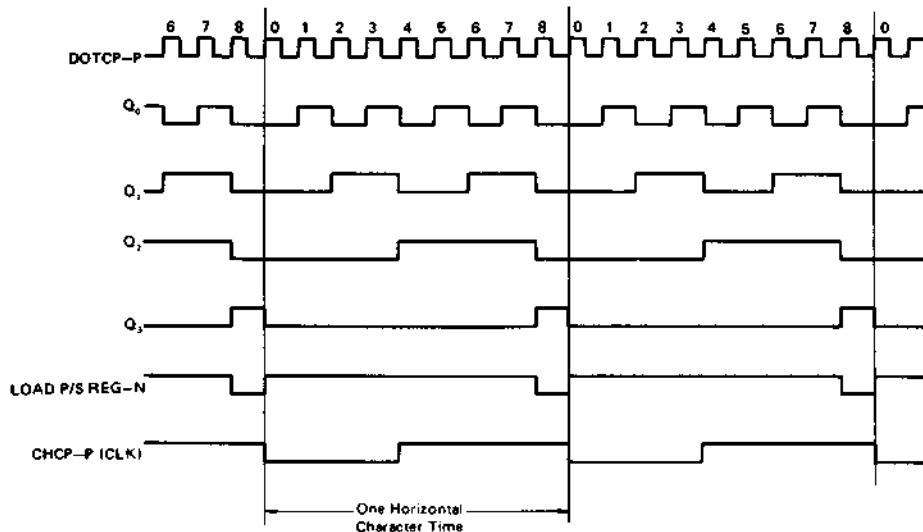 6 7 8 0 1 2 3 4 5 6 7 8 0 1 2 3 4 5 6 7 8 0
DOTCP-P
Q₀
Q₁
Q₂
Q₃
LOAD P/S REG-N
CHCP-P (CLK)
One Horizontal
Character Time